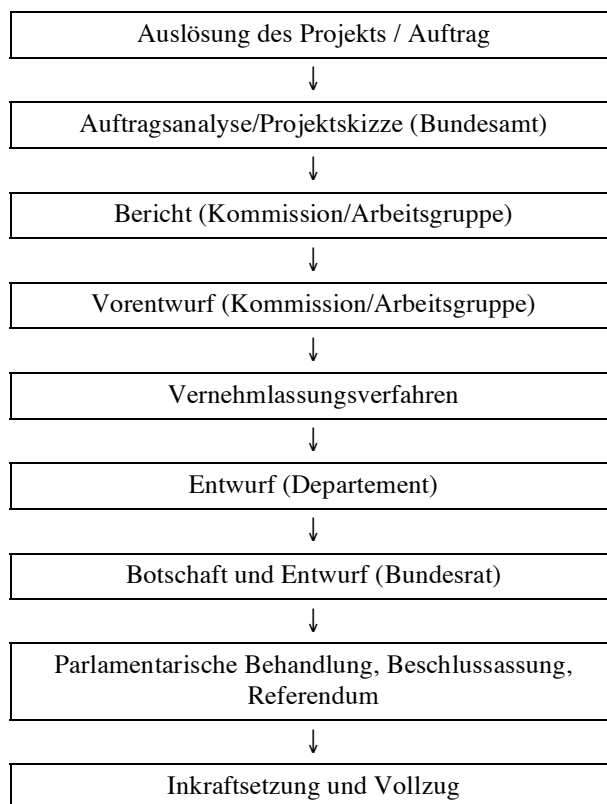 Auslösung des Projekts / Auftrag
↓
Auftragsanalyse/Projektskizze (Bundesamt)
↓
Bericht (Kommission/Arbeitsgruppe)
↓
Vorentwurf (Kommission/Arbeitsgruppe)
↓
Vernehmlassungsverfahren
↓
Entwurf (Departement)
↓
Botschaft und Entwurf (Bundesrat)
↓
Parlamentarische Behandlung, Beschlussassung,
Referendum
↓
Inkraftsetzung und Vollzug